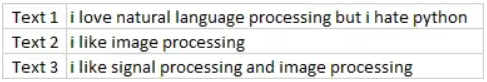 Text 1 i love natural language processing but i hate python
Text 2 i like image processing
Text 3 i like signal processing and image processing